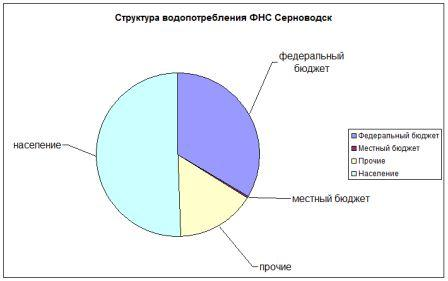 Структура водопотребления ФНС Серноводск
федеральный
бюджет
население
Федеральный бюджет
Местный бюджет
Прочие
Население
местный бюджет
прочие